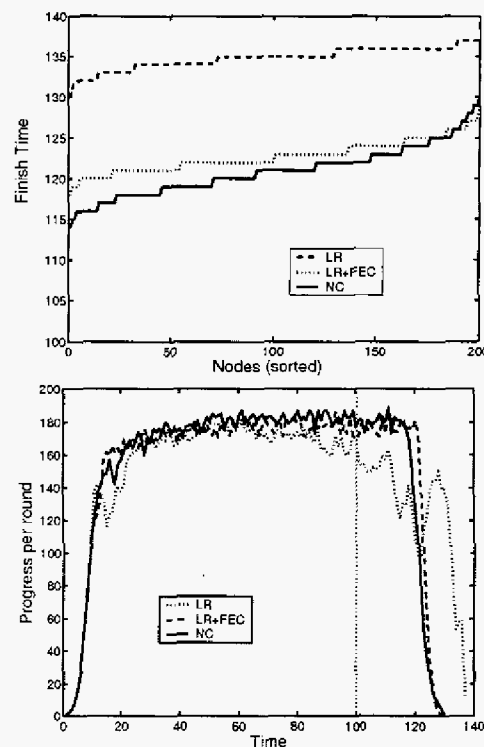 140
135
130
125
120
115
110
105
100
Finish Time
LR
LR+FEC
NC
0 50 100 150 200
Nodes (sorted)
200
180
160
140
120
100
80
60
40
20
0
Progress per round
LR
LR+FEC
NC
0 20 40 60 80 100 120 140
Time